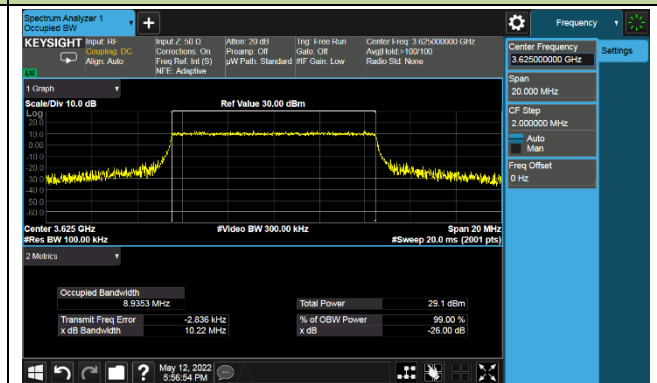 Spectrum Analyzer 1
Occupied BW
+
Frequency
KEYSIGHT
Input: RF
Coupling: DC
Align: Auto
Input Z: 50 Ω
Corrections: On
Freq Ref: Int (S)
NFE: Adaptive
Atten: 20 dB
Preamp: Off
µW Path: Standard
Trig: Free Run
Gate: Off
#IF Gain: Low
Center Freq: 3.625000000 GHz
Avg|Hold:>100/100
Radio Std: None
Center Frequency
3.625000000 GHz
Settings
Span
20.000 MHz
CF Step
2.000000 MHz
Auto
Man
Freq Offset
0 Hz
1 Graph
Scale/Div 10.0 dB
Ref Value 30.00 dBm
Log
20.0
10.0
0.00
-10.0
-20.0
-30.0
-40.0
-50.0
-60.0
Center 3.625 GHz
#Video BW 300.00 kHz
Span 20 MHz
#Res BW 100.00 kHz
#Sweep 20.0 ms (2001 pts)
2 Metrics
Occupied Bandwidth
8.9353 MHz
Total Power
29.1 dBm
Transmit Freq Error
-2.836 kHz
% of OBW Power
99.00 %
x dB Bandwidth
10.22 MHz
x dB
-26.00 dB
?
May 12, 2022
5:56:54 PM